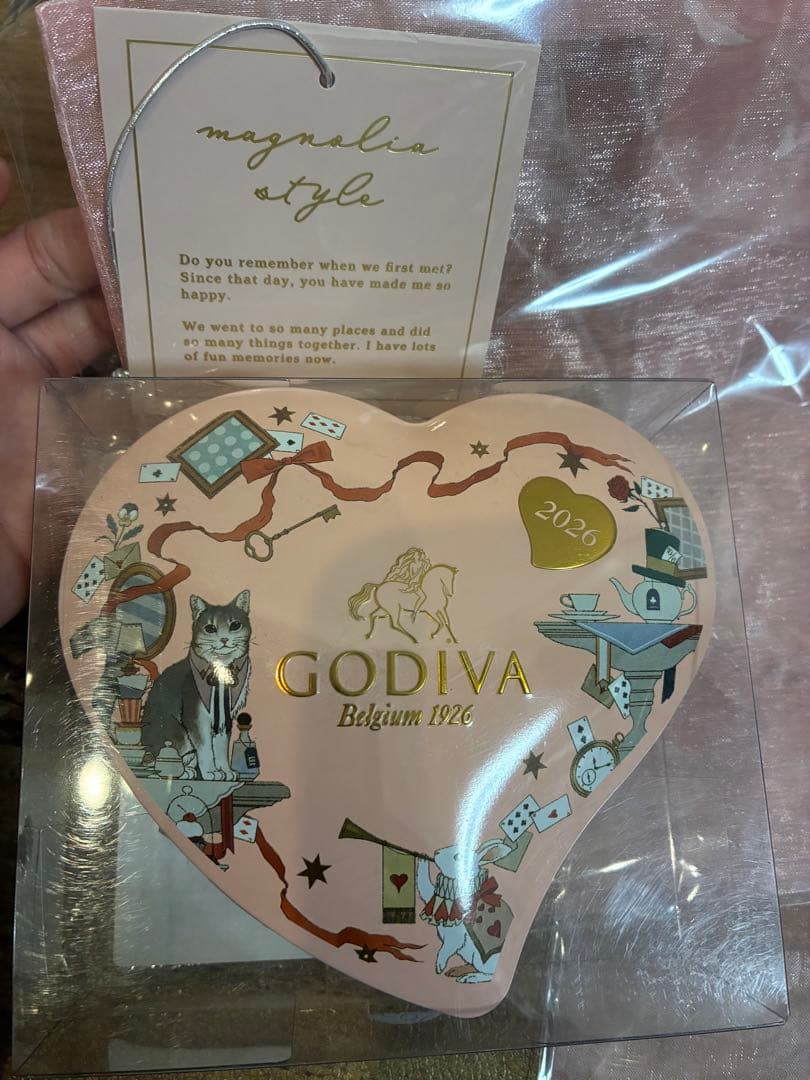 magnolia
style
Do you remember when we first met?
Since that day, you have made me so
happy.
We went to so many places and did
so many things together. I have lots
of fun memories now.
2026
GODIVA
Belgium 1926